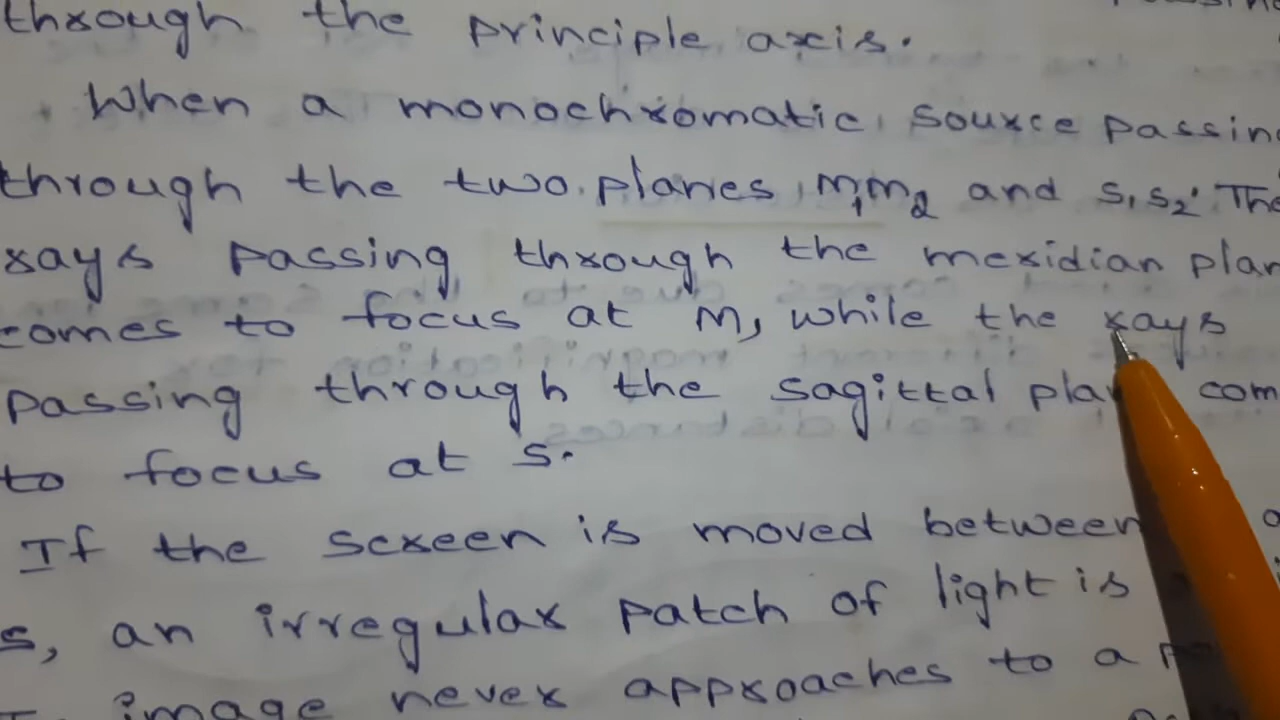 through the principle axis.
When a monochromatic source passin
through the two planes M₁M₂ and S₁S₂. The
rays passing through the meridian plan
comes to focus at M, while the rays
passing through the sagittal plan com
to focus at S.
If the screen is moved between
S, an irregular patch of light is
image never approaches to a